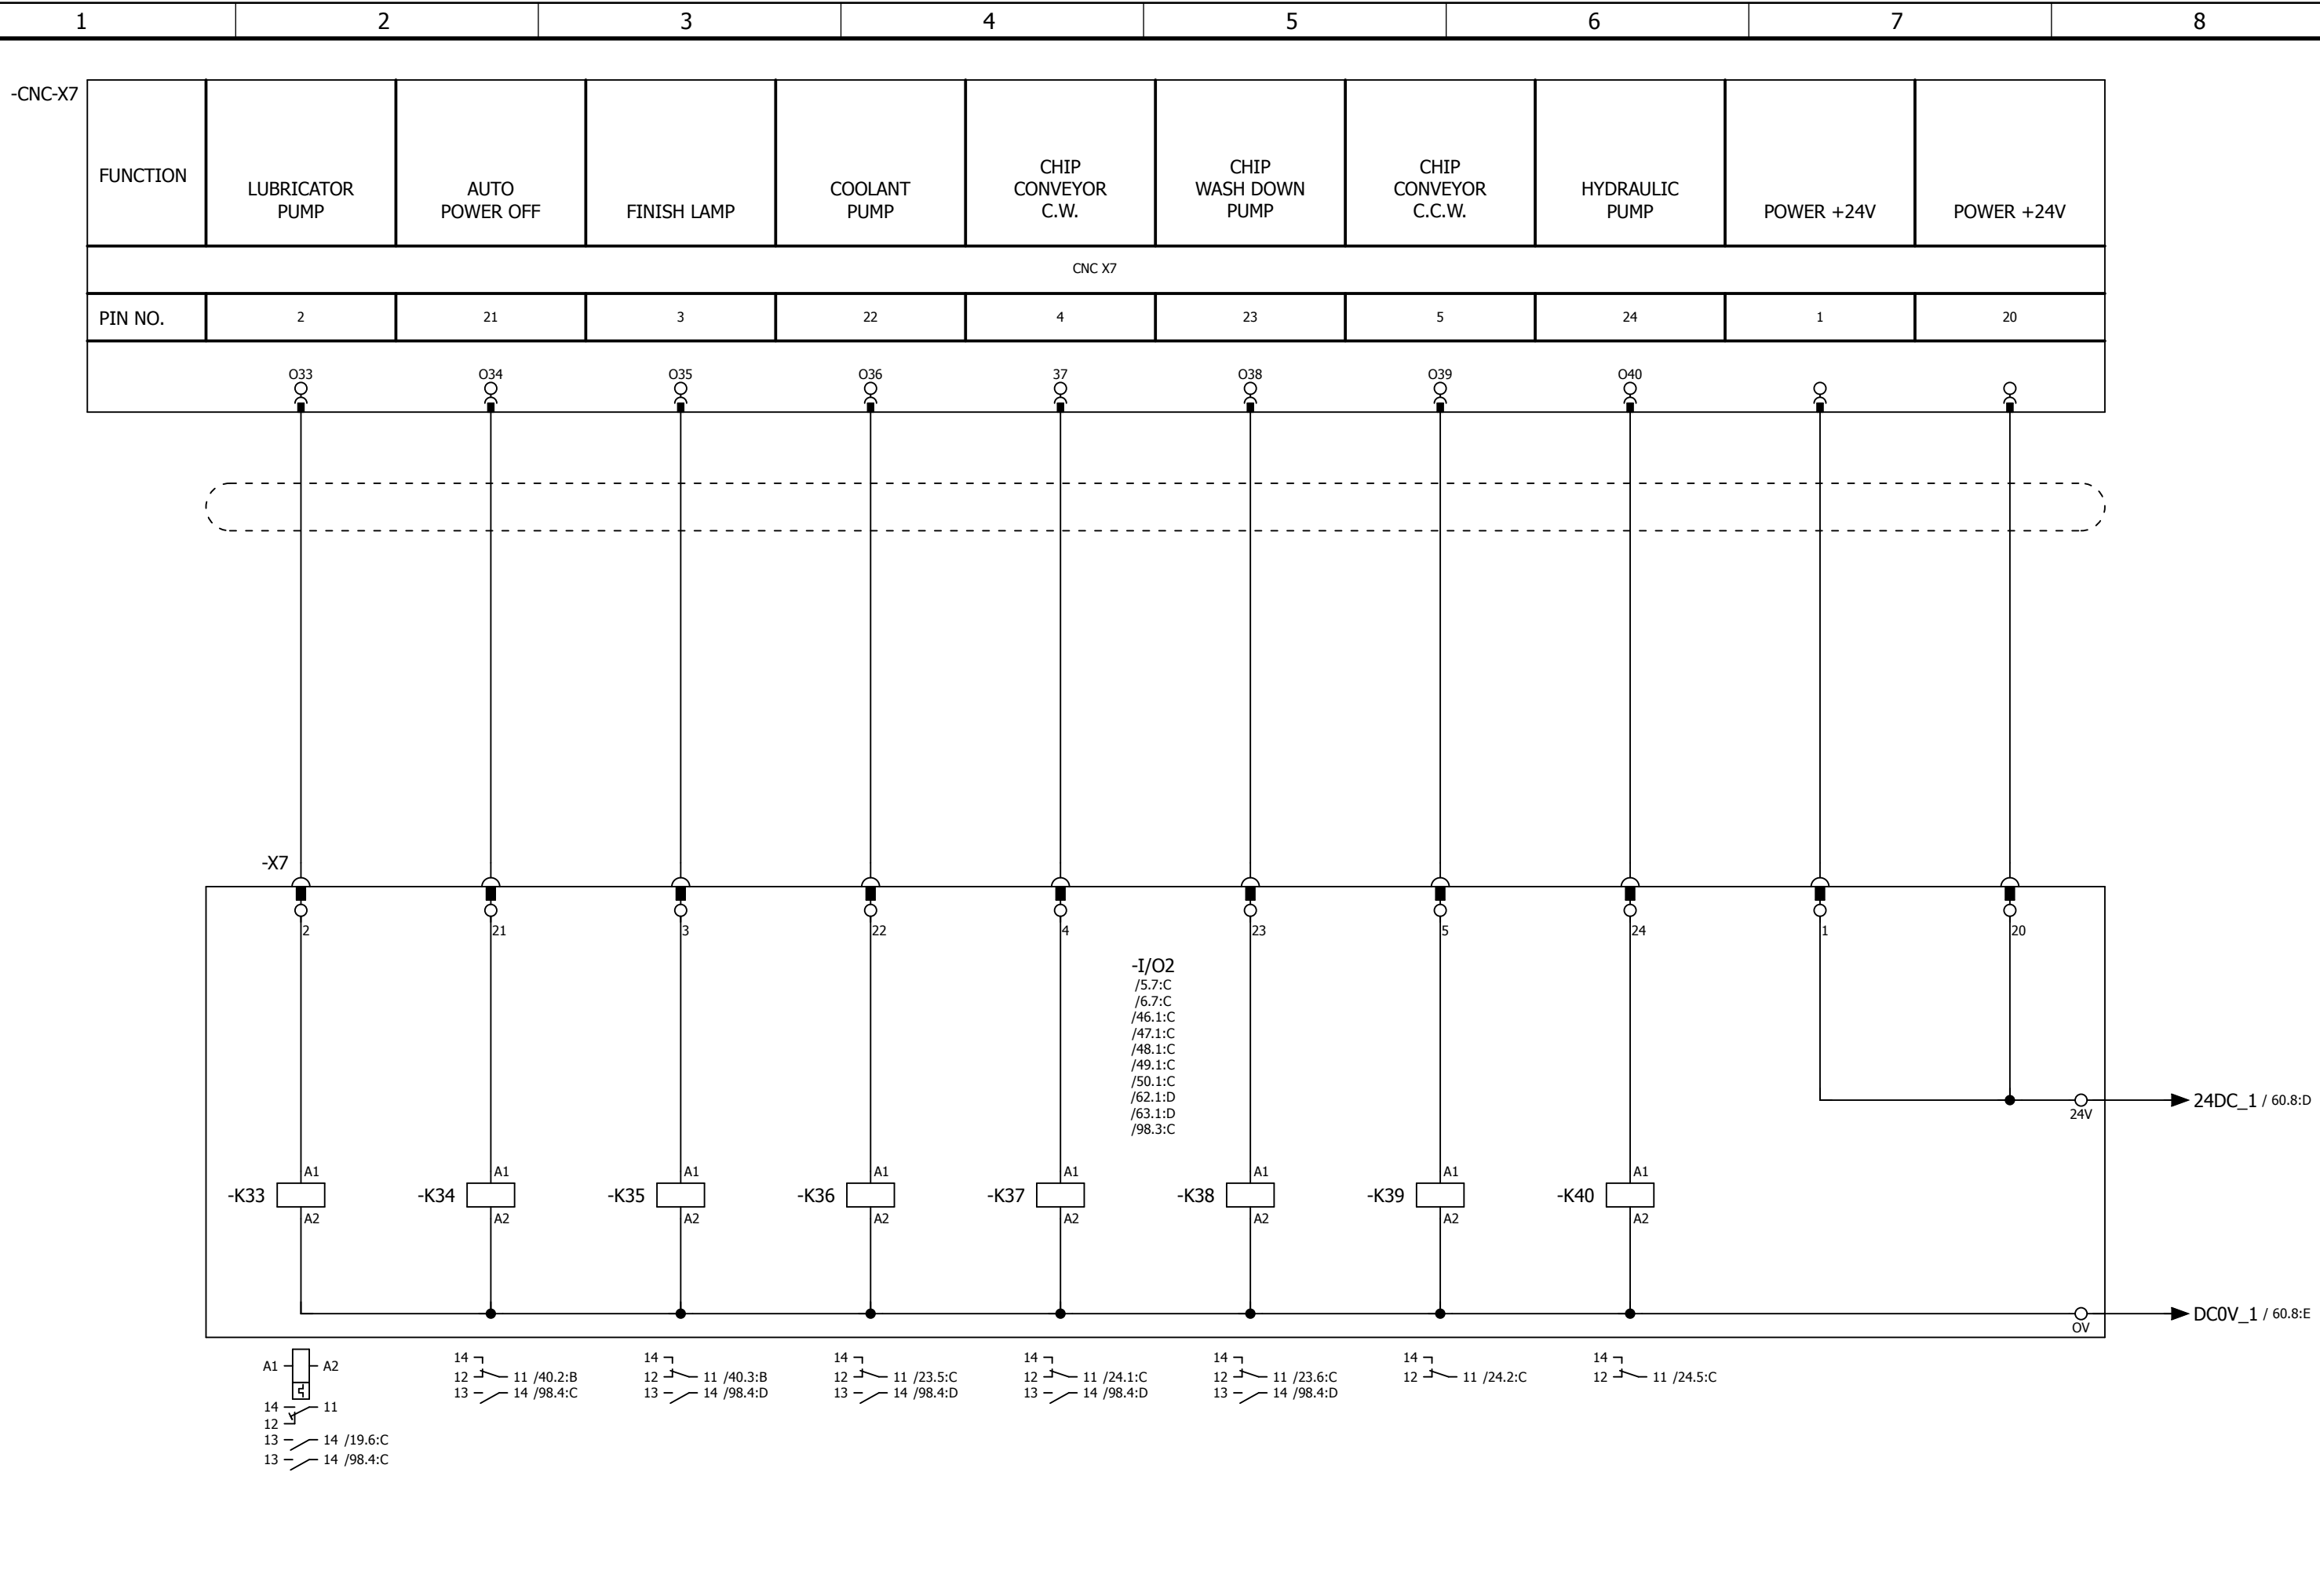 1 2 3 4 5 6 7 8
-CNC-X7
FUNCTION
LUBRICATOR
PUMP
AUTO
POWER OFF
FINISH LAMP
COOLANT
PUMP
CHIP
CONVEYOR
C.W.
CHIP
WASH DOWN
PUMP
CHIP
CONVEYOR
C.C.W.
HYDRAULIC
PUMP
POWER +24V
POWER +24V
CNC X7
PIN NO. 2 21 3 22 4 23 5 24 1 20
O33 O34 O35 O36 37 O38 O39 O40
-X7
2 21 3 22 4 23 5 24 1 20
-I/O2
/5.7:C
/6.7:C
/46.1:C
/47.1:C
/48.1:C
/49.1:C
/50.1:C
/62.1:D
/63.1:D
/98.3:C
24V
24DC_1 / 60.8:D
A1 A1 A1 A1 A1 A1 A1 A1
-K33 -K34 -K35 -K36 -K37 -K38 -K39 -K40
A2 A2 A2 A2 A2 A2 A2 A2
OV
DC0V_1 / 60.8:E
A1 A2
14 11
12
13 14 /19.6:C
13 14 /98.4:C
14
12 11 /40.2:B
13 14 /98.4:C
14
12 11 /40.3:B
13 14 /98.4:D
14
12 11 /23.5:C
13 14 /98.4:D
14
12 11 /24.1:C
13 14 /98.4:D
14
12 11 /23.6:C
13 14 /98.4:D
14
12 11 /24.2:C
14
12 11 /24.5:C